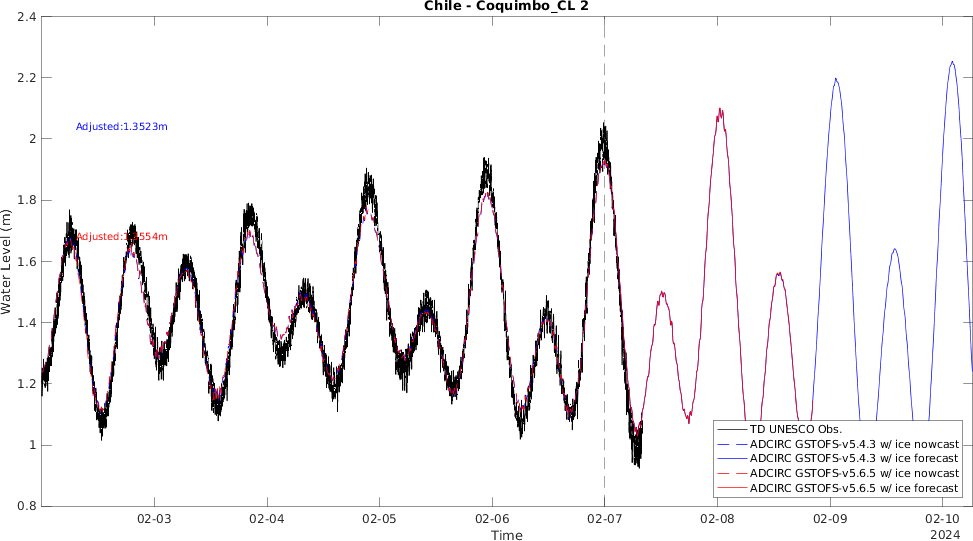 Chile - Coquimbo_CL 2
2.4
2.2
2
1.8
1.6
1.4
1.2
1
0.8
Water Level (m)
Adjusted:1.3523m
TD UNESCO Obs.
ADCIRC GSTOFS-v5.4.3 w/ ice nowcast
ADCIRC GSTOFS-v5.4.3 w/ ice forecast
ADCIRC GSTOFS-v5.6.5 w/ ice nowcast
ADCIRC GSTOFS-v5.6.5 w/ ice forecast
02-03
02-04
02-05
02-06
02-07
02-08
02-09
02-10
Time
2024